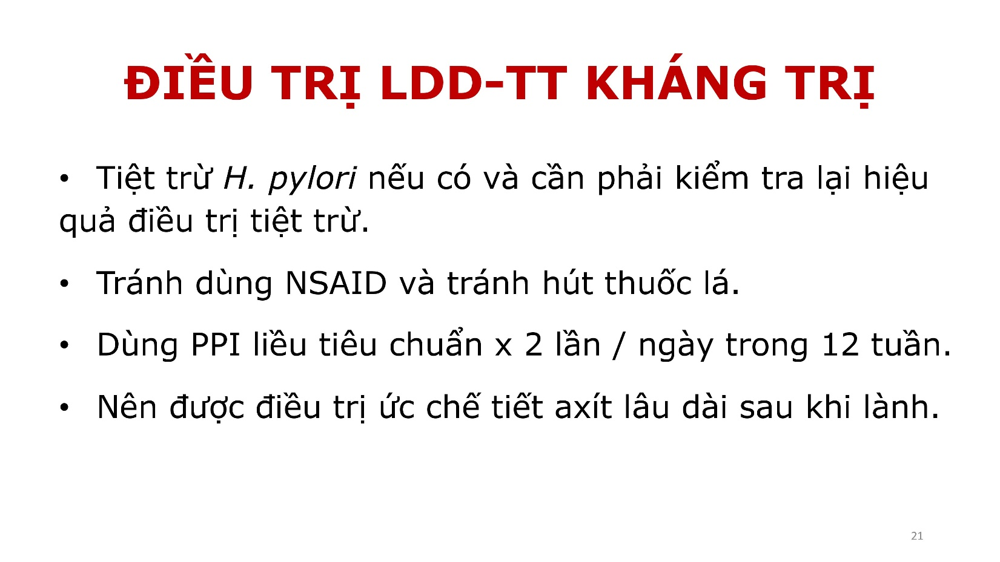 ĐIỀU TRỊ LDD-TT KHÁNG TRỊ
• Tiệt trừ H. pylori nếu có và cần phải kiểm tra lại hiệu
quả điều trị tiệt trừ.
• Tránh dùng NSAID và tránh hút thuốc lá.
• Dùng PPI liều tiêu chuẩn x 2 lần / ngày trong 12 tuần.
• Nên được điều trị ức chế tiết axít lâu dài sau khi lành.
21